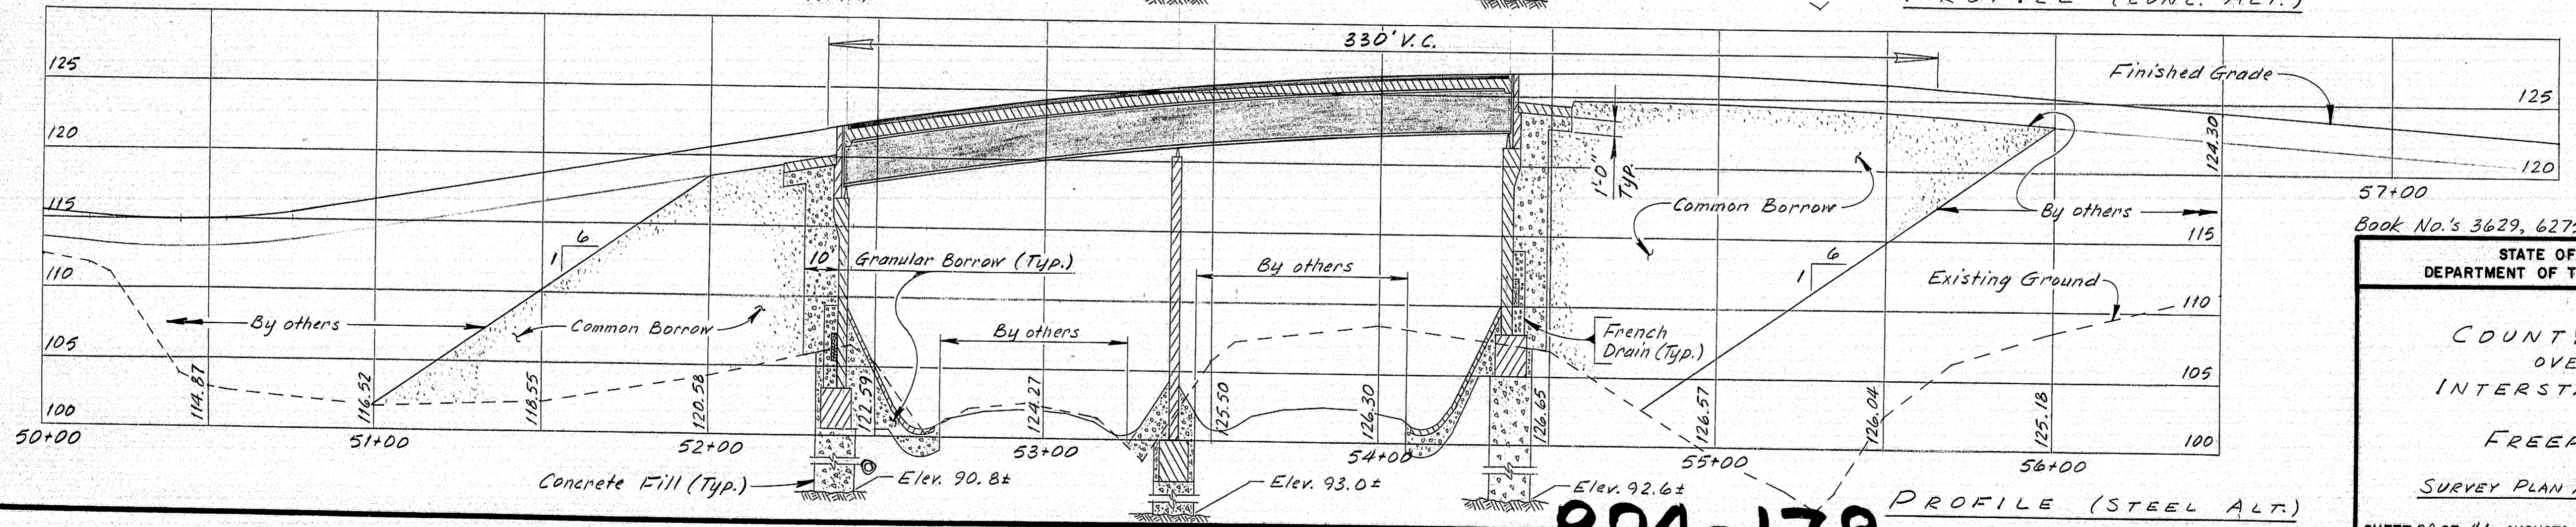 PROFILE (CONC. ALT.)
330' V.C.
Finished Grade
125
125
120
120
124.30
57+00
115
115
1'-0"
TYP.
Common Borrow
By others
Book No.'s 3629, 627
STATE OF
DEPARTMENT OF T
6
1
10'
Granular Borrow (Typ.)
By others
6
1
Existing Ground
110
110
By others
Common Borrow
By others
French
Drain (Typ.)
COUNT
OVE
INTERST
FREEP
105
105
100
100
114.87
116.52
118.55
120.58
122.59
124.27
125.50
126.30
126.65
126.57
126.04
125.18
50+00
51+00
52+00
53+00
54+00
55+00
56+00
Concrete Fill (Typ.)
Elev. 90.8±
Elev. 93.0±
Elev. 92.6±
PROFILE (STEEL ALT.)
SURVEY PLAN